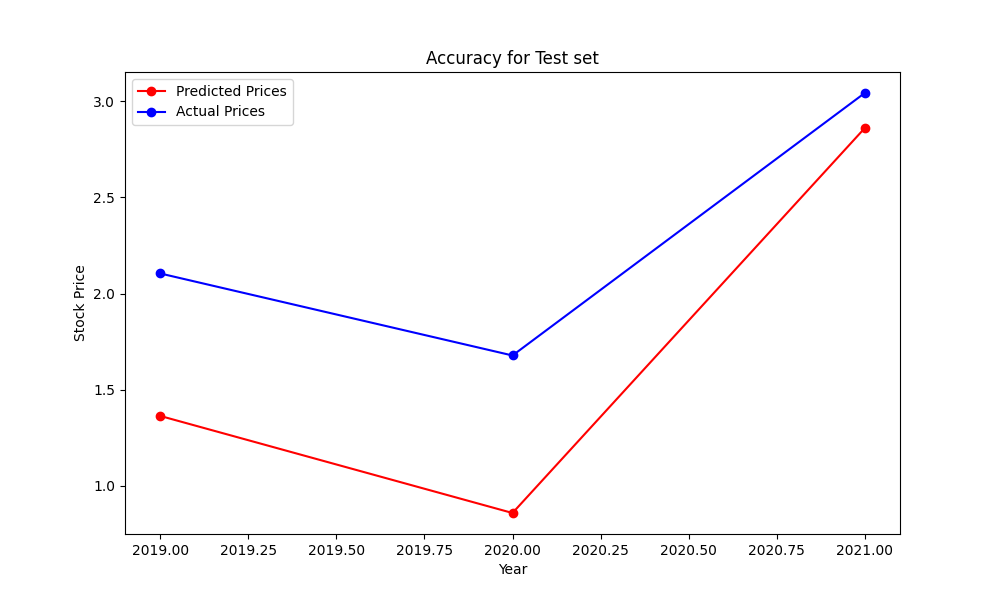 Accuracy for Test set
Predicted Prices
Actual Prices
3.0
2.5
2.0
1.5
1.0
Stock Price
2019.00 2019.25 2019.50 2019.75 2020.00 2020.25 2020.50 2020.75 2021.00
Year